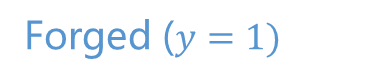 Forged (y = 1)